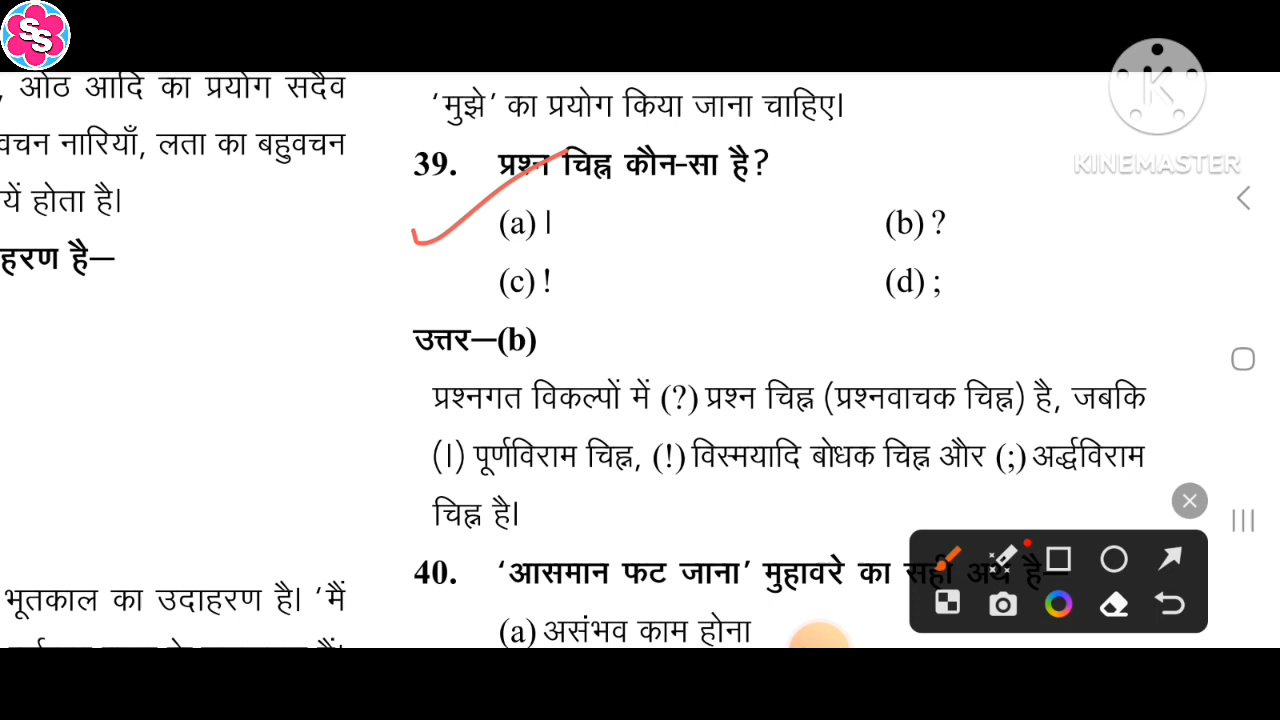 SS
KINEMASTER
, ओठ आदि का प्रयोग सदैव
वचन नारियाँ, लता का बहुवचन
यें होता है।
हरण है—
भूतकाल का उदाहरण है। ‘मैं
‘मुझे’ का प्रयोग किया जाना चाहिए।
39. प्रश्न चिह्न कौन-सा है?
(a) । (b) ?
(c) ! (d) ;
उत्तर—(b)
प्रश्नगत विकल्पों में (?) प्रश्न चिह्न (प्रश्नवाचक चिह्न) है, जबकि
(।) पूर्णविराम चिह्न, (!) विस्मयादि बोधक चिह्न और (;) अर्द्धविराम
चिह्न है।
40. ‘आसमान फट जाना’ मुहावरे का सही अर्थ है—
(a) असंभव काम होना